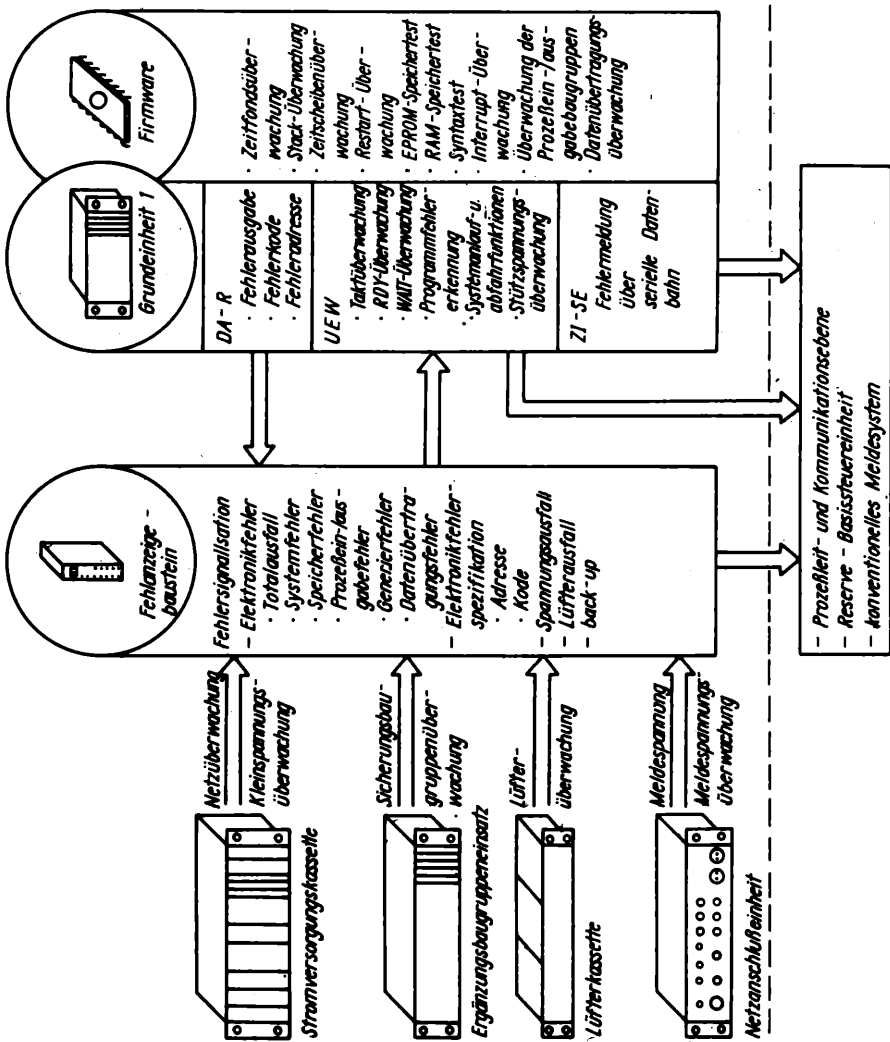 Stromversorgungskassette
Netzüberwachung
Kleinspannungs-
überwachung
Ergänzungsbaugruppeneinsatz
Sicherungsbau-
gruppenüber-
wachung
Lüfterkassette
Lüfter-
überwachung
Netzanschlußeinheit
Meldespannung
Meldespannungs-
überwachung
Fehlanzeige-
baustein
Fehlersignalisation
- Elektronikfehler
· Totalausfall
· Systemfehler
· Speicherfehler
· Prozeßein-/aus-
gabefehler
· Generierfehler
· Datenübertra-
gungsfehler
- Elektronikfehler-
spezifikation
· Adresse
· Kode
- Spannungsausfall
- Lüfterausfall
- back-up
Grundeinheit 1
DA-R
· Fehlerausgabe
· Fehlerkode
· Fehleradresse
UEW
· Taktüberwachung
· RDY-Überwachung
· WAIT-Überwachung
· Programmfehler-
erkennung
· Systemanlauf- u.
abfahrfunktionen
· Stützspannungs-
überwachung
ZI-SE
Fehlermeldung
über
serielle Daten-
bahn
Firmware
· Zeitfondsüber-
wachung
· Stack-Überwachung
· Zeitscheibenüber-
wachung
· Restart-Über-
wachung
· EPROM-Speichertest
· RAM-Speichertest
· Syntaxtest
· Interrupt-Über-
wachung
· Überwachung der
Prozeßein-/aus-
gabebaugruppen
· Datenübertragungs-
überwachung
- Prozeßleit- und Kommunikationsebene
- Reserve-Basissteuereinheit
- konventionelles Meldesystem